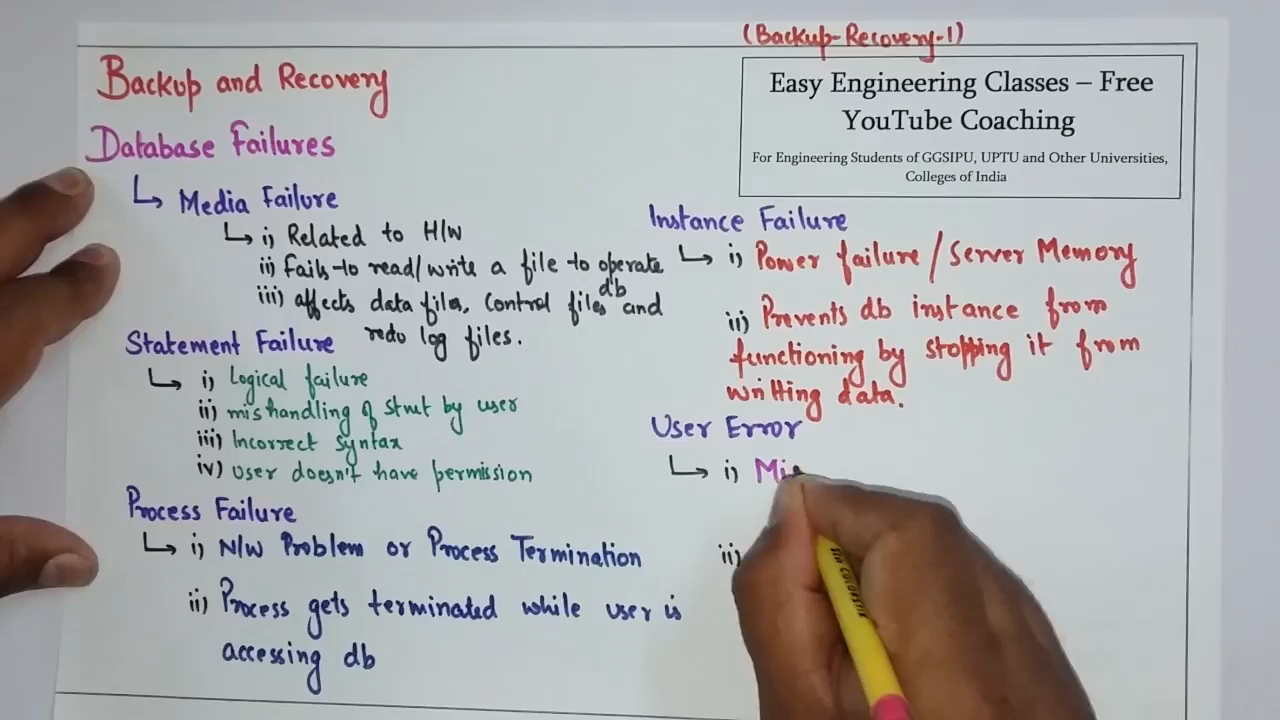 (Backup-Recovery-1)
Easy Engineering Classes – Free
YouTube Coaching
For Engineering Students of GGSIPU, UPTU and Other Universities,
Colleges of India
Backup and Recovery
Database Failures
↳ Media Failure
↳ i) Related to H/W
ii) fails to read/write a file to operate
db
iii) affects data files, control files and
redo log files.
Statement Failure
↳ i) Logical failure
ii) mishandling of stmt by user
iii) Incorrect syntax
iv) User doesn't have permission
Process Failure
↳ i) N/W Problem or Process Termination
ii) Process gets terminated while user is
accessing db
Instance Failure
↳ i) Power failure / Server Memory
ii) Prevents db instance from
functioning by stopping it from
writting data.
User Error
↳ i) Mis
ii)